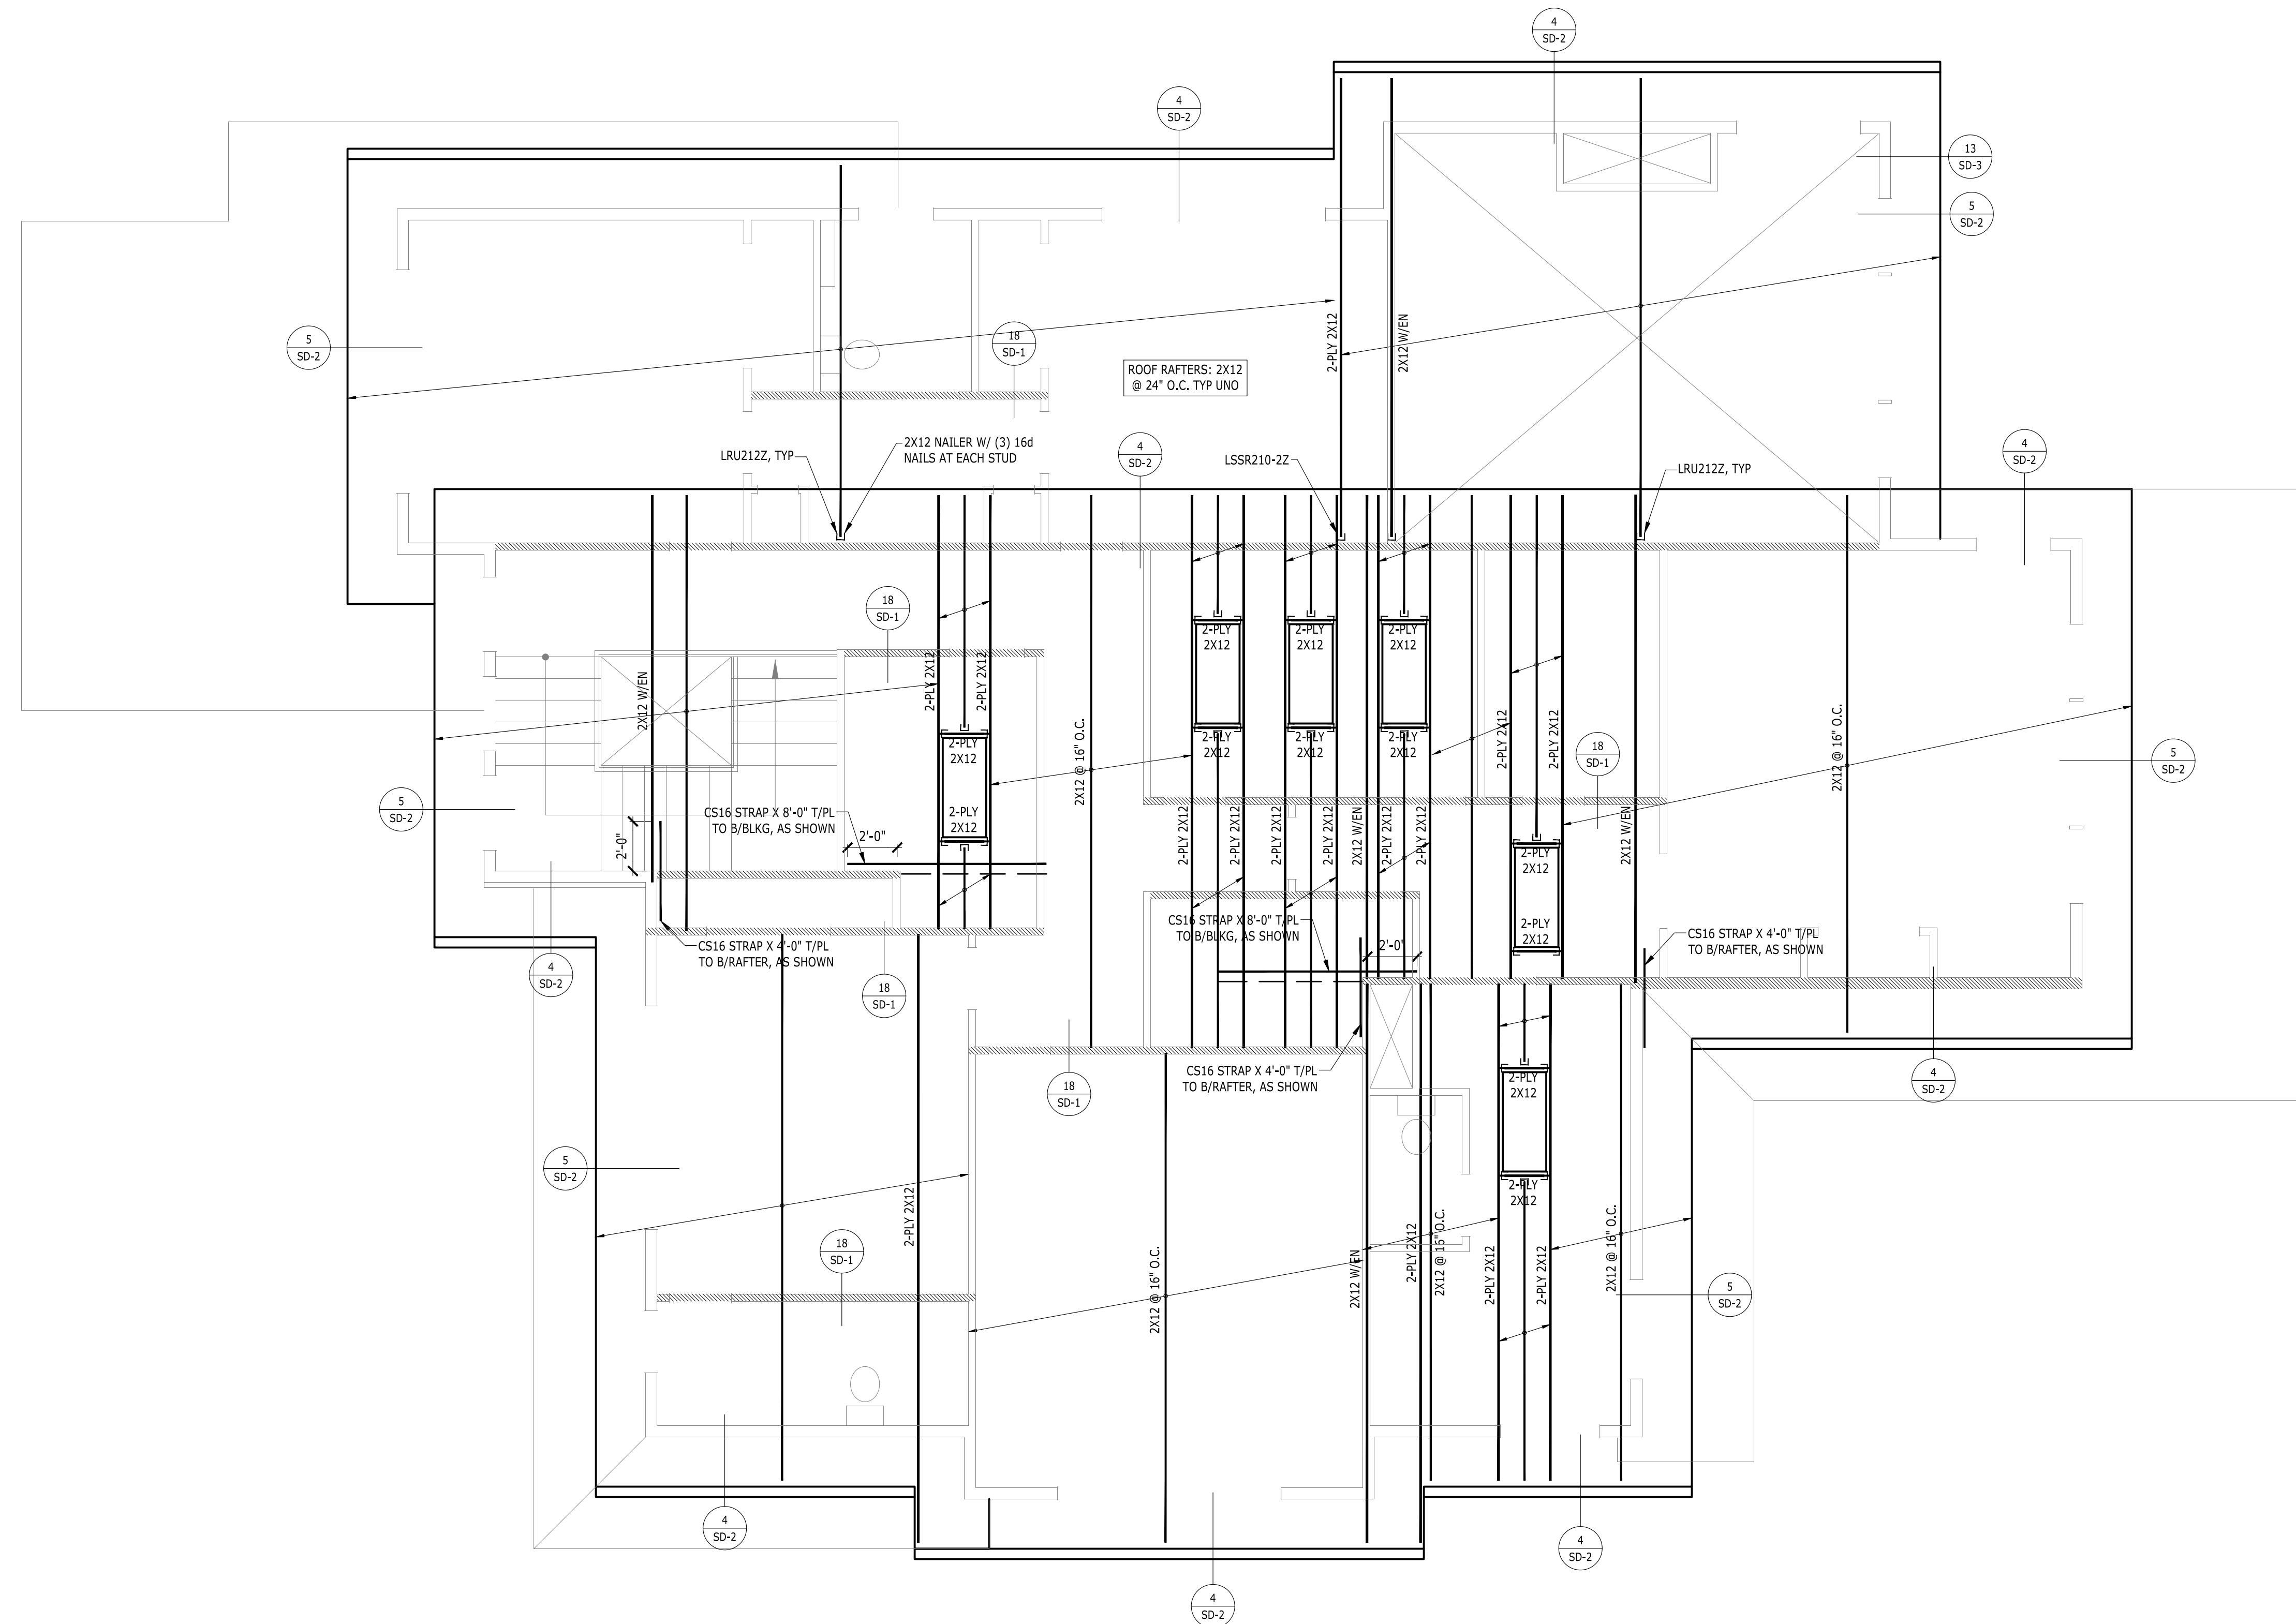 4
SD-2
4
SD-2
13
SD-3
5
SD-2
5
SD-2
18
SD-1
ROOF RAFTERS: 2X12
@ 24" O.C. TYP UNO
2-PLY 2X12
2X12 W/EN
2X12 NAILER W/ (3) 16d
NAILS AT EACH STUD
LRU212Z, TYP
4
SD-2
LSSR210-2Z
LRU212Z, TYP
4
SD-2
18
SD-1
2X12 W/EN
2-PLY 2X12
2-PLY 2X12
2-PLY
2X12
2-PLY
2X12
2-PLY
2X12
2-PLY
2X12
2-PLY
2X12
2-PLY
2X12
2-PLY
2X12
2-PLY
2X12
2X12 @ 16" O.C.
2-PLY 2X12
2-PLY 2X12
18
SD-1
2X12 @ 16" O.C.
5
SD-2
5
SD-2
CS16 STRAP X 8'-0" T/PL
TO B/BLKG, AS SHOWN
2'-0"
2'-0"
2-PLY 2X12
2-PLY 2X12
2-PLY 2X12
2-PLY 2X12
2X12 W/EN
2-PLY 2X12
2-PLY 2X12
2X12 W/EN
2-PLY
2X12
2-PLY
2X12
CS16 STRAP X 4'-0" T/PL
TO B/RAFTER, AS SHOWN
CS16 STRAP X 8'-0" T/PL
TO B/BLKG, AS SHOWN
2'-0"
CS16 STRAP X 4'-0" T/PL
TO B/RAFTER, AS SHOWN
4
SD-2
18
SD-1
18
SD-1
CS16 STRAP X 4'-0" T/PL
TO B/RAFTER, AS SHOWN
2-PLY
2X12
2-PLY
2X12
4
SD-2
5
SD-2
2-PLY 2X12
18
SD-1
2X12 @ 16" O.C.
2X12 W/EN
2-PLY 2X12
2X12 @ 16" O.C.
2-PLY 2X12
2-PLY 2X12
2X12 @ 16" O.C.
5
SD-2
4
SD-2
4
SD-2
4
SD-2